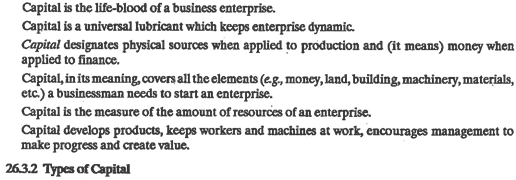 Capital is the life-blood of a business enterprise.
Capital is a universal lubricant which keeps enterprise dynamic.
Capital designates physical sources when applied to production and (it means) money when
applied to finance.
Capital, in its meaning, covers all the elements (e.g., money, land, building, machinery, materials,
etc.) a businessman needs to start an enterprise.
Capital is the measure of the amount of resources of an enterprise.
Capital develops products, keeps workers and machines at work, encourages management to
make progress and create value.
26.3.2 Types of Capital